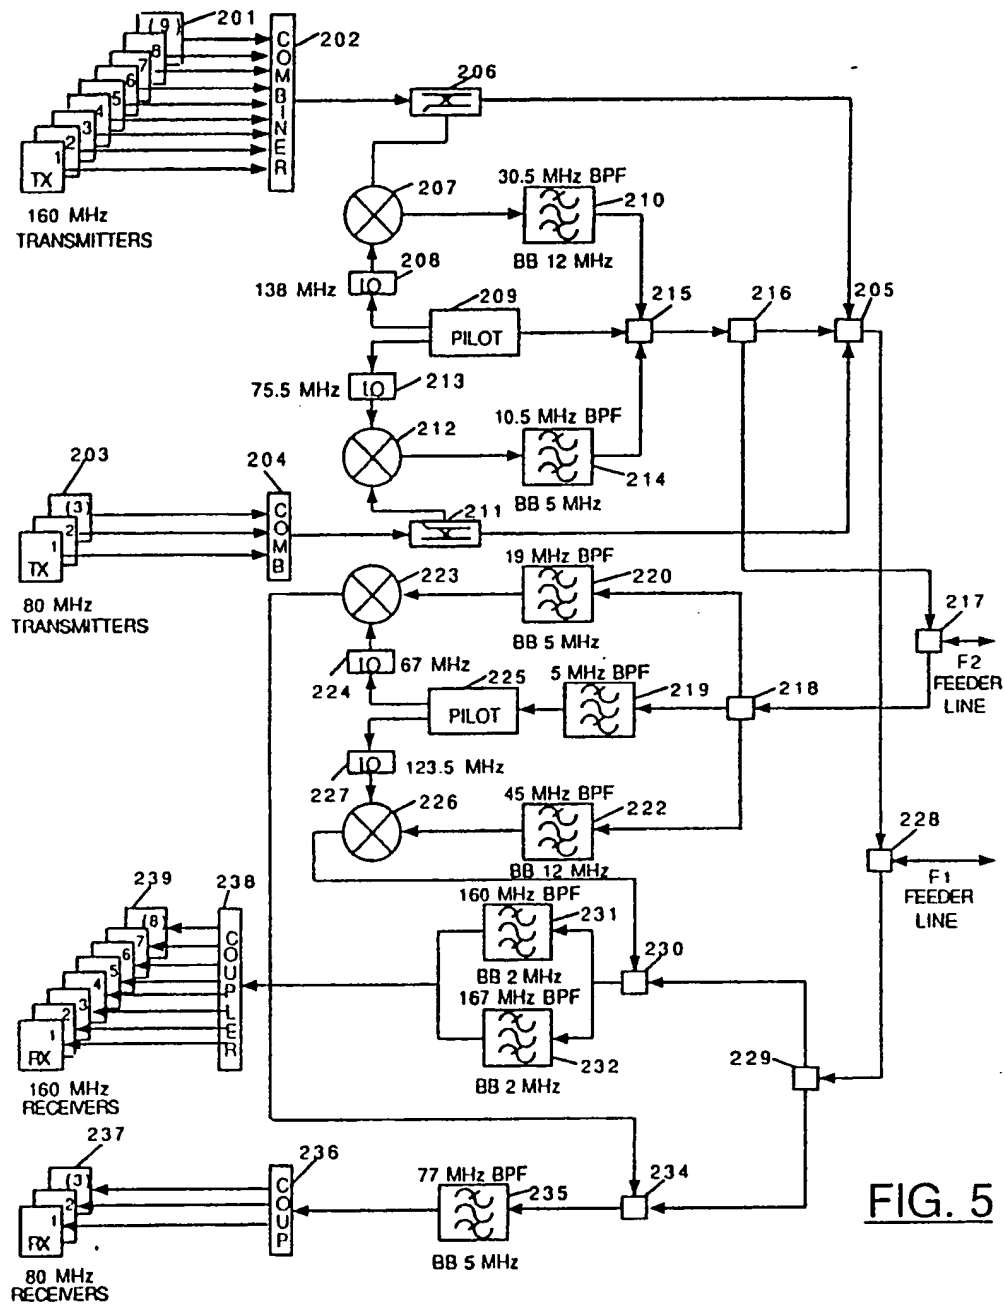 (9)
8
7
6
5
4
3
2
1
TX
201
COMBINER
202
160 MHz
TRANSMITTERS
206
207
30.5 MHz BPF
210
BB 12 MHz
208
LO
138 MHz
209
PILOT
215
216
205
75.5 MHz
LO
213
212
10.5 MHz BPF
214
BB 5 MHz
203
(3)
2
1
TX
204
COMB
211
80 MHz
TRANSMITTERS
223
19 MHz BPF
220
BB 5 MHz
217
F2
FEEDER
LINE
LO
224
67 MHz
225
PILOT
5 MHz BPF
219
218
LO
227
123.5 MHz
226
45 MHz BPF
222
BB 12 MHz
228
F1
FEEDER
LINE
239
238
(8)
7
6
5
4
3
2
1
RX
COUPLER
160 MHz BPF
231
BB 2 MHz
230
167 MHz BPF
232
BB 2 MHz
229
160 MHz
RECEIVERS
237
(3)
2
1
RX
236
COUP
77 MHz BPF
235
BB 5 MHz
234
80 MHz
RECEIVERS
FIG. 5